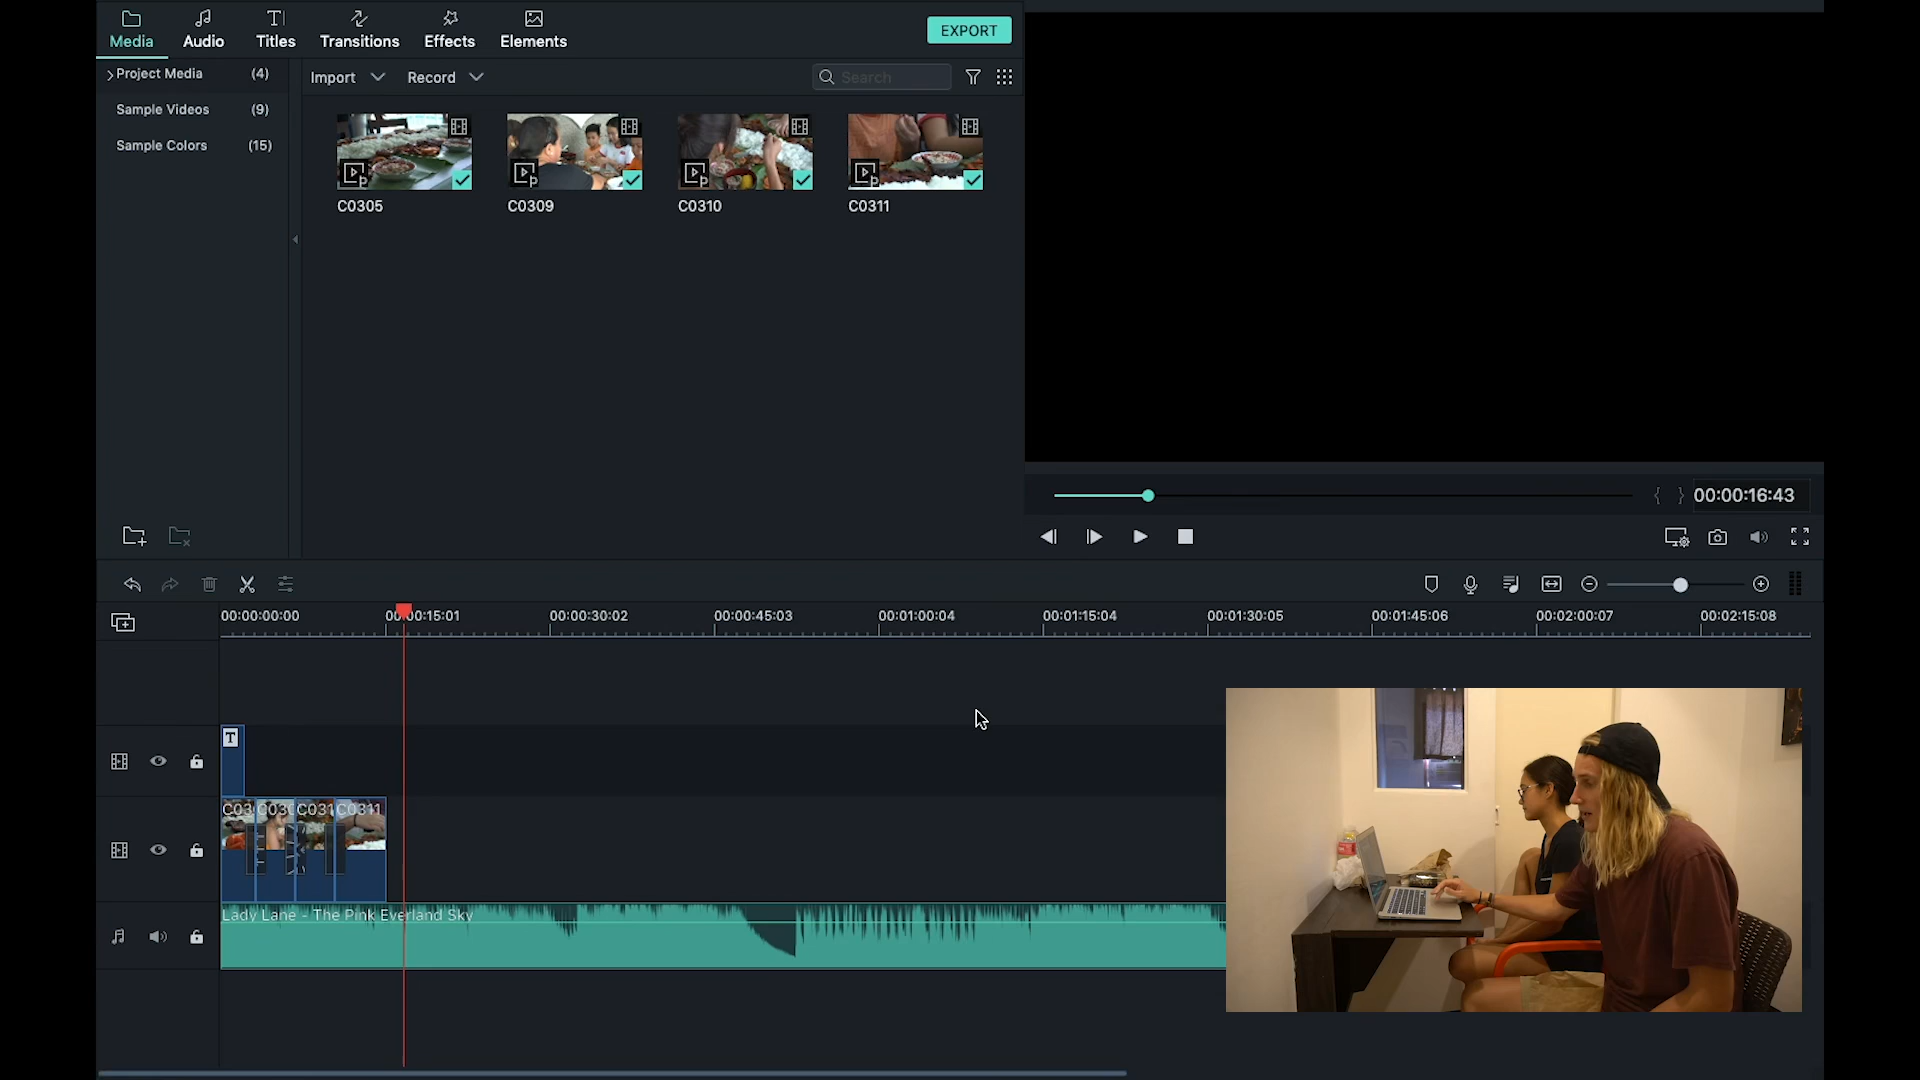 Media
Audio
Titles
Transitions
Effects
Elements
EXPORT
Project Media (4)
Sample Videos (9)
Sample Colors (15)
Import
Record
Search
C0305
C0309
C0310
C0311
00:00:16:43
00:00:00:00
00:00:15:01
00:00:30:02
00:00:45:03
00:01:00:04
00:01:15:04
00:01:30:05
00:01:45:06
00:02:00:07
00:02:15:08
T
C03
C030
C031
C0311
Lady Lane - The Pink Everland Sky